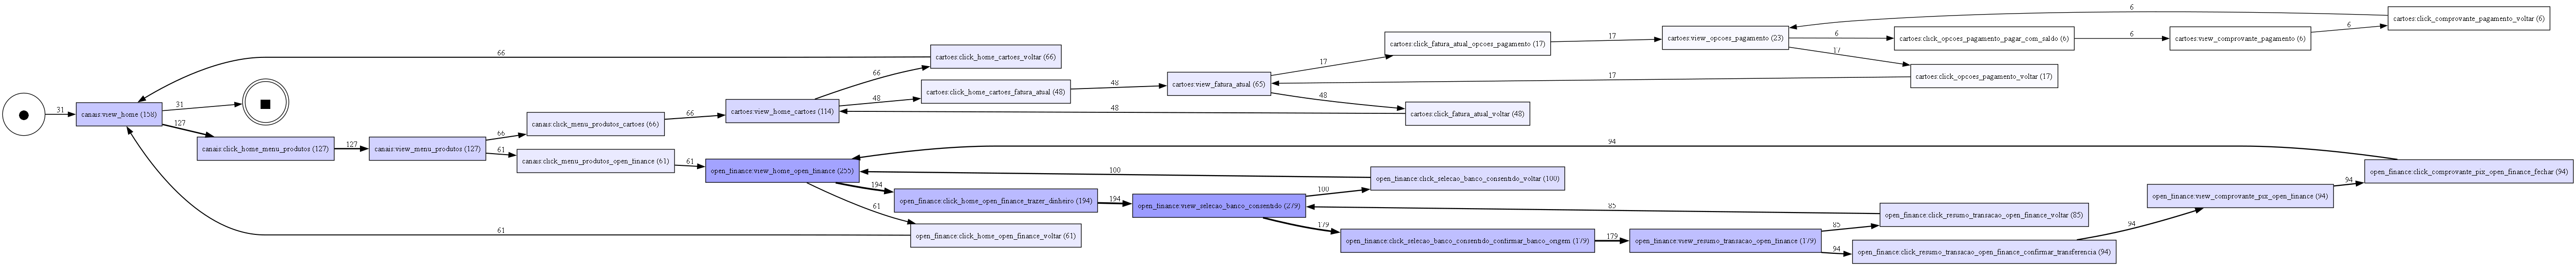 6
cartoes:click_comprovante_pagamento_voltar (6)
6
cartoes:view_opcoes_pagamento (23)
6
cartoes:click_opcoes_pagamento_pagar_com_saldo (6)
6
cartoes:view_comprovante_pagamento (6)
17
cartoes:click_fatura_atual_opcoes_pagamento (17)
17
17
cartoes:click_opcoes_pagamento_voltar (17)
17
66
cartoes:click_home_cartoes_voltar (66)
66
cartoes:click_home_cartoes_fatura_atual (48)
48
cartoes:view_fatura_atual (65)
48
48
cartoes:click_fatura_atual_voltar (48)
48
31
canais:view_home (158)
31
127
canais:click_home_menu_produtos (127)
127
canais:view_menu_produtos (127)
66
canais:click_menu_produtos_cartoes (66)
66
cartoes:view_home_cartoes (114)
61
canais:click_menu_produtos_open_finance (61)
61
open_finance:view_home_open_finance (255)
94
100
open_finance:click_selecao_banco_consentido_voltar (100)
100
194
open_finance:click_home_open_finance_trazer_dinheiro (194)
194
open_finance:view_selecao_banco_consentido (279)
61
open_finance:click_home_open_finance_voltar (61)
61
179
open_finance:click_selecao_banco_consentido_confirmar_banco_origem (179)
179
open_finance:view_resumo_transacao_open_finance (179)
85
open_finance:click_resumo_transacao_open_finance_voltar (85)
85
94
open_finance:click_resumo_transacao_open_finance_confirmar_transferencia (94)
94
open_finance:view_comprovante_pix_open_finance (94)
94
open_finance:click_comprovante_pix_open_finance_fechar (94)